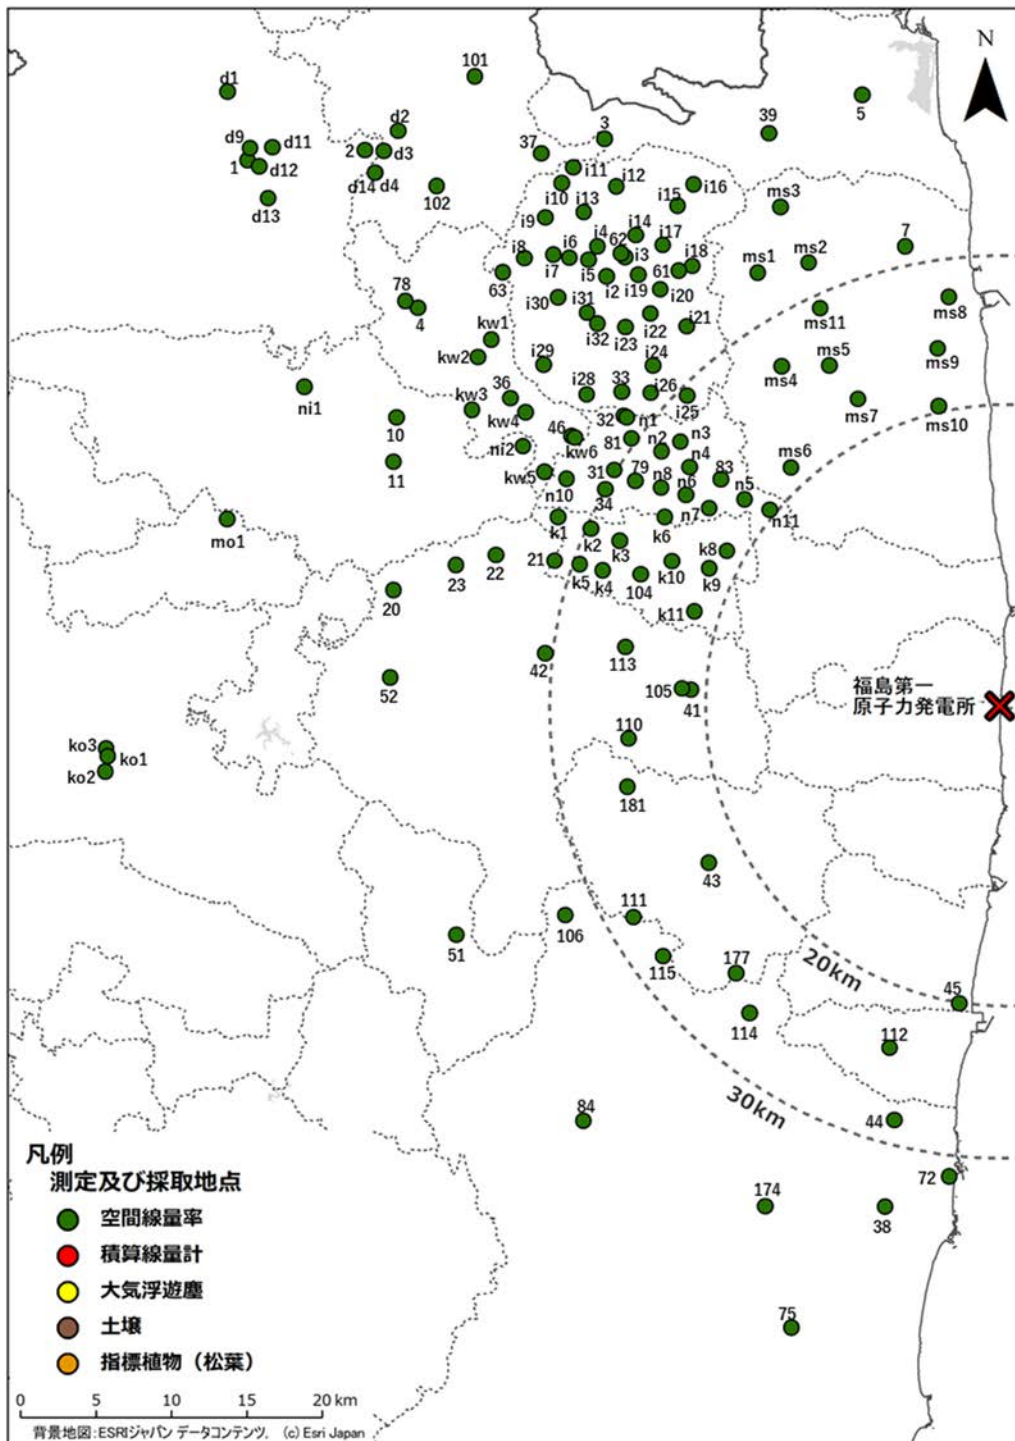 N
101
d1
5
39
d2
3
d9
d11
37
2
d3
1
i11
d12
d14
d4
i12
102
i10
i16
i15
ms3
d13
i13
i9
i14
7
i4
62
i17
i8
i6
i3
ms2
i7
i18
ms1
i5
61
63
i2
i19
78
i30
i20
i31
ms8
4
ms11
i21
kw1
i22
i32
i23
ms9
kw2
i24
ms5
i29
ms4
ni1
i28
33
36
i26
kw3
i25
ms7
kw4
32
n1
ms10
10
46
n3
81
n2
kw6
ni2
n4
ms6
11
31
79
83
kw5
n8
n6
n5
n10
34
n7
n11
mo1
k1
k6
k2
k3
k8
21
22
23
k10
k5
k4
k9
104
20
k11
113
42
52
105
41
福島第一
原子力発電所
110
ko3
ko1
ko2
181
43
111
106
51
177
115
20km
45
114
112
30km
84
44
72
174
38
75
凡例
測定及び採取地点
空間線量率
積算線量計
大気浮遊塵
土壌
指標植物（松葉）
0 5 10 15 20 km
背景地図:ESRIジャパン データコンテンツ, (c) Esri Japan